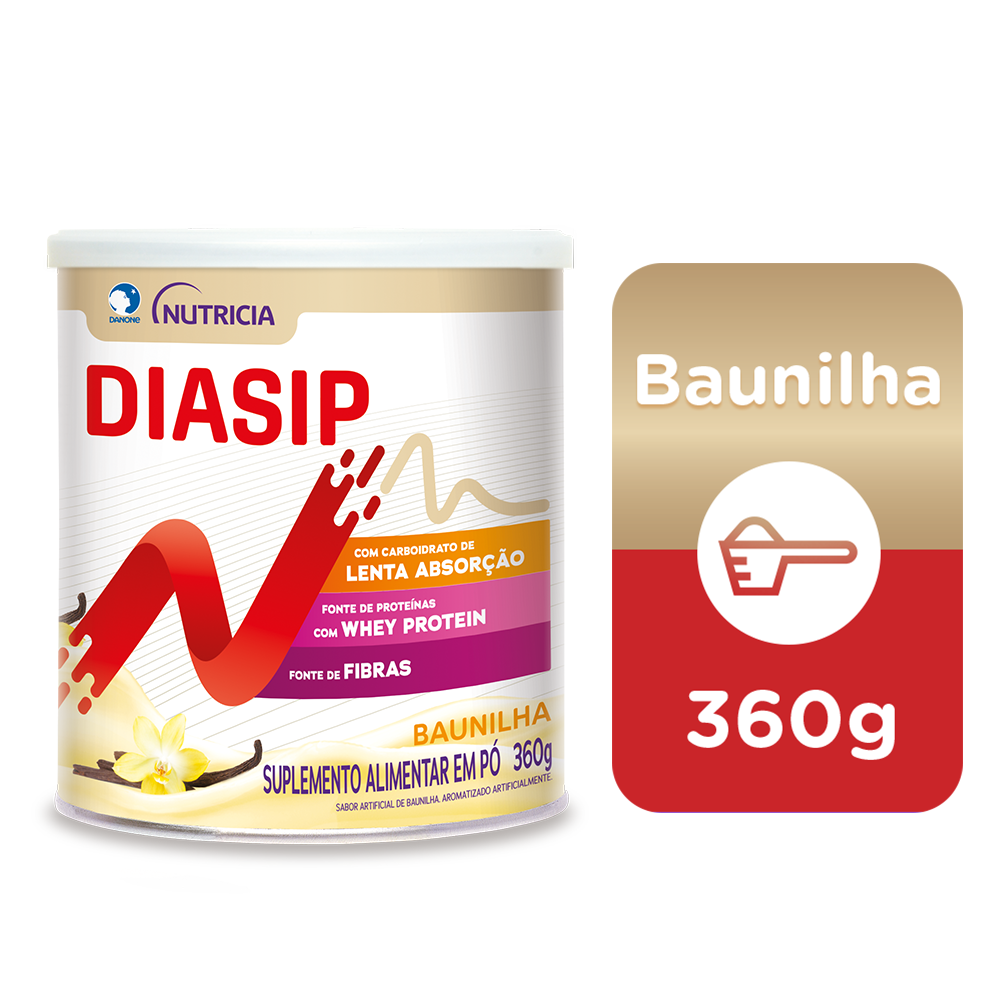 DANONE
NUTRICIA
DIASIP
COM CARBOIDRATO DE
LENTA ABSORÇÃO
FONTE DE PROTEÍNAS
COM WHEY PROTEIN
FONTE DE FIBRAS
BAUNILHA
SUPLEMENTO ALIMENTAR EM PÓ 360g
SABOR ARTIFICIAL DE BAUNILHA. AROMATIZADO ARTIFICIALMENTE.
Baunilha
360g